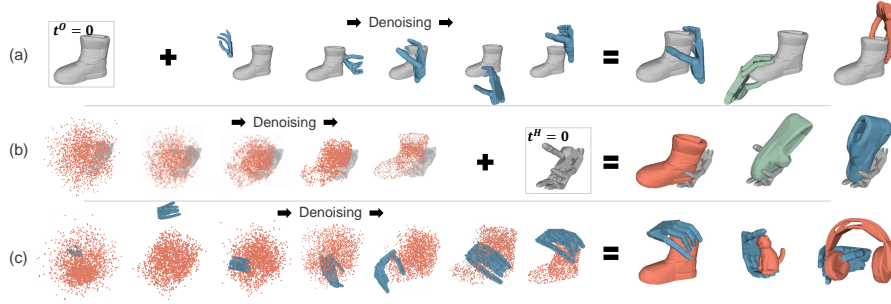 (a) t^O = 0 + ➡ Denoising ➡ =
(b) ➡ Denoising ➡ + t^H = 0 =
(c) ➡ Denoising ➡ =